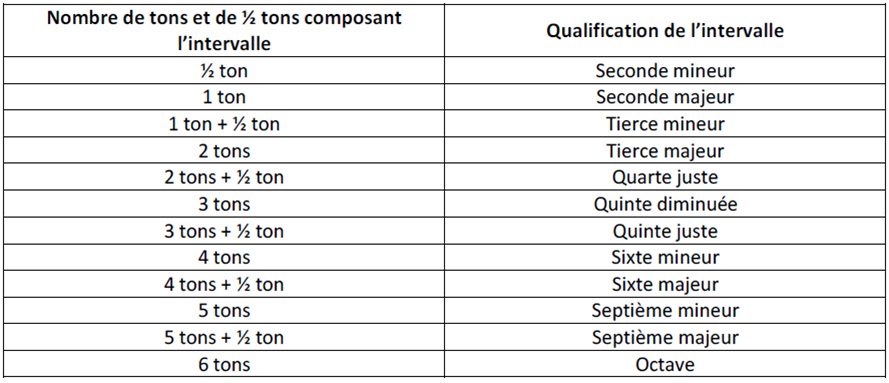 Nombre de tons et de ½ tons composant
l’intervalle
Qualification de l’intervalle
½ ton Seconde mineur
1 ton Seconde majeur
1 ton + ½ ton Tierce mineur
2 tons Tierce majeur
2 tons + ½ ton Quarte juste
3 tons Quinte diminuée
3 tons + ½ ton Quinte juste
4 tons Sixte mineur
4 tons + ½ ton Sixte majeur
5 tons Septième mineur
5 tons + ½ ton Septième majeur
6 tons Octave